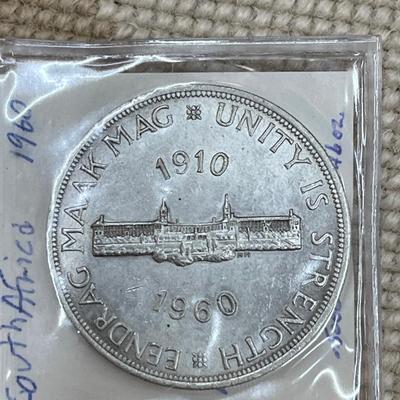 UNITY IS STRENGTH
EENDRAG MAAK MAG
1910
1960
South Africa 1960